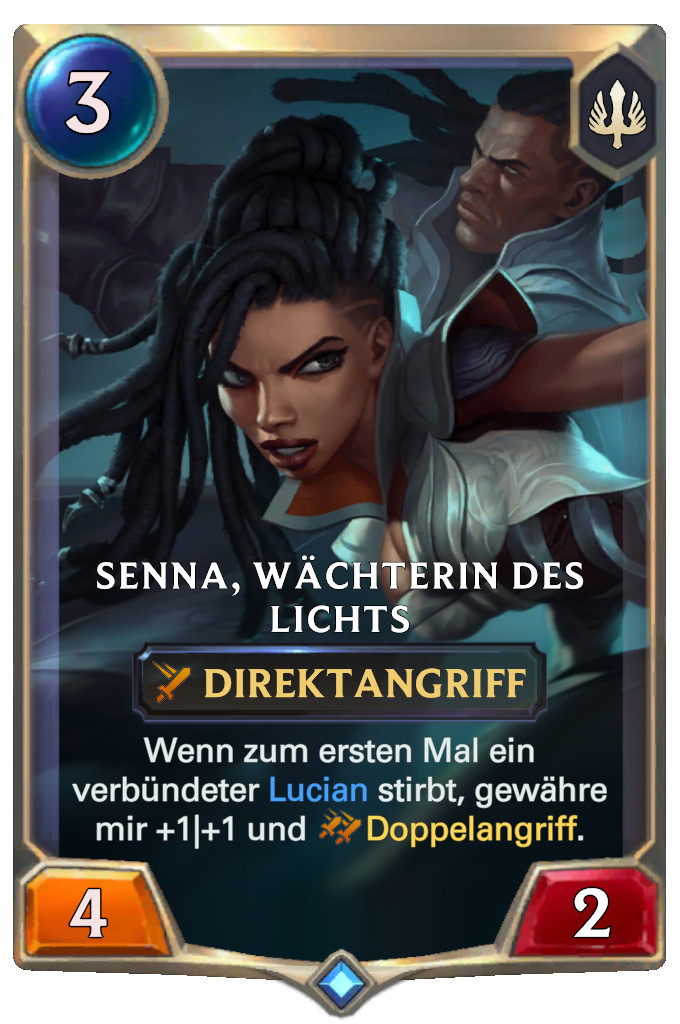 3
SENNA, WÄCHTERIN DES
LICHTS
DIREKTANGRIFF
Wenn zum ersten Mal ein
verbündeter Lucian stirbt, gewähre
mir +1|+1 und Doppelangriff.
4
2